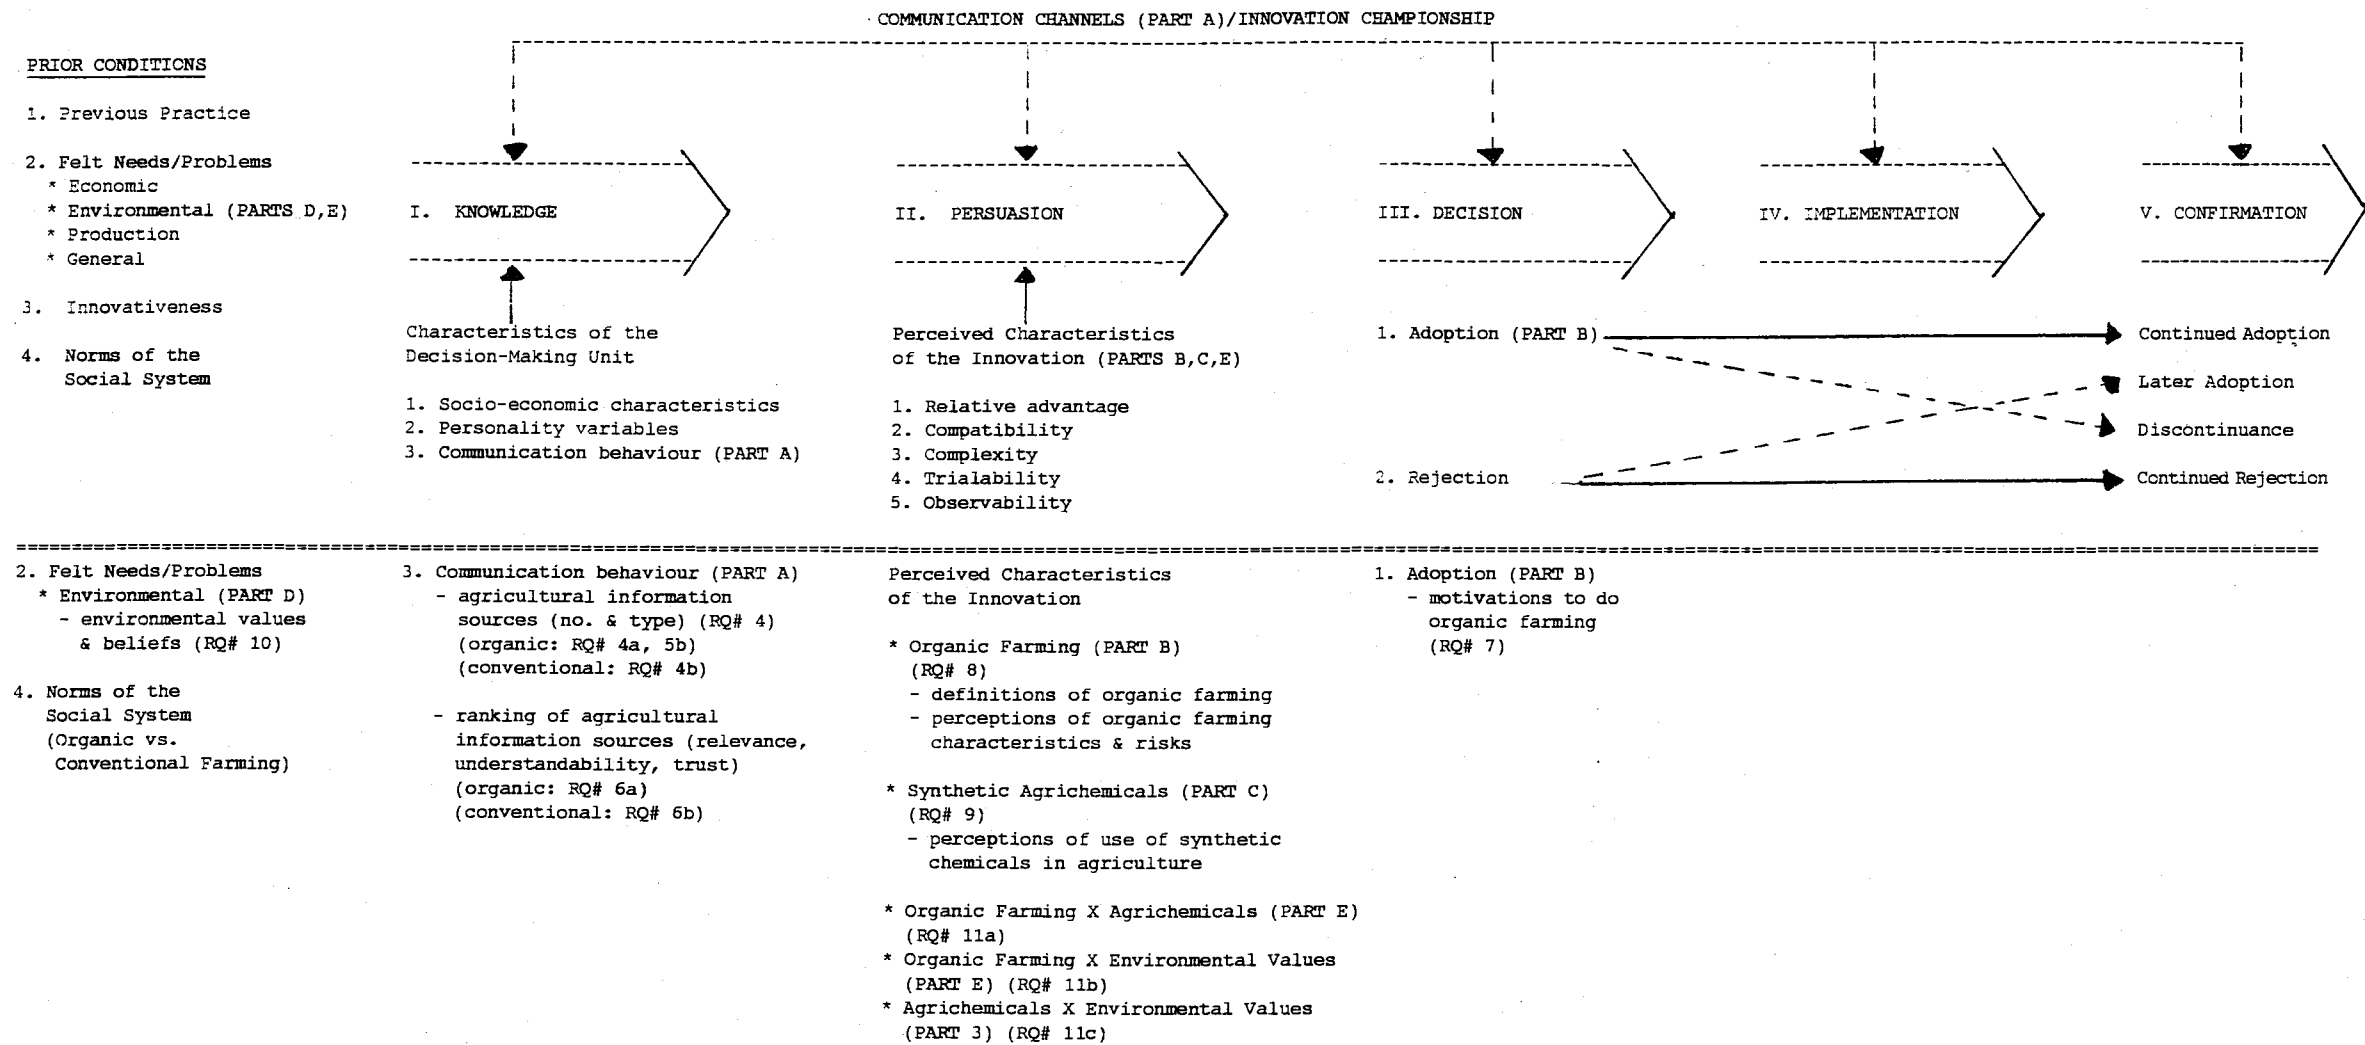 COMMUNICATION CHANNELS (PART A)/INNOVATION CHAMPIONSHIP
PRIOR CONDITIONS
1. Previous Practice
2. Felt Needs/Problems
* Economic
* Environmental (PARTS D,E)
* Production
* General
3. Innovativeness
4. Norms of the
Social System
I. KNOWLEDGE
Characteristics of the
Decision-Making Unit
1. Socio-economic characteristics
2. Personality variables
3. Communication behaviour (PART A)
II. PERSUASION
Perceived Characteristics
of the Innovation (PARTS B,C,E)
1. Relative advantage
2. Compatibility
3. Complexity
4. Trialability
5. Observability
III. DECISION
1. Adoption (PART B)
2. Rejection
IV. IMPLEMENTATION
V. CONFIRMATION
Continued Adoption
Later Adoption
Discontinuance
Continued Rejection
2. Felt Needs/Problems
* Environmental (PART D)
- environmental values
& beliefs (RQ# 10)
4. Norms of the
Social System
(Organic vs.
Conventional Farming)
3. Communication behaviour (PART A)
- agricultural information
sources (no. & type) (RQ# 4)
(organic: RQ# 4a, 5b)
(conventional: RQ# 4b)
- ranking of agricultural
information sources (relevance,
understandability, trust)
(organic: RQ# 6a)
(conventional: RQ# 6b)
Perceived Characteristics
of the Innovation
* Organic Farming (PART B)
(RQ# 8)
- definitions of organic farming
- perceptions of organic farming
characteristics & risks
* Synthetic Agrichemicals (PART C)
(RQ# 9)
- perceptions of use of synthetic
chemicals in agriculture
* Organic Farming X Agrichemicals (PART E)
(RQ# 11a)
* Organic Farming X Environmental Values
(PART E) (RQ# 11b)
* Agrichemicals X Environmental Values
(PART 3) (RQ# 11c)
1. Adoption (PART B)
- motivations to do
organic farming
(RQ# 7)